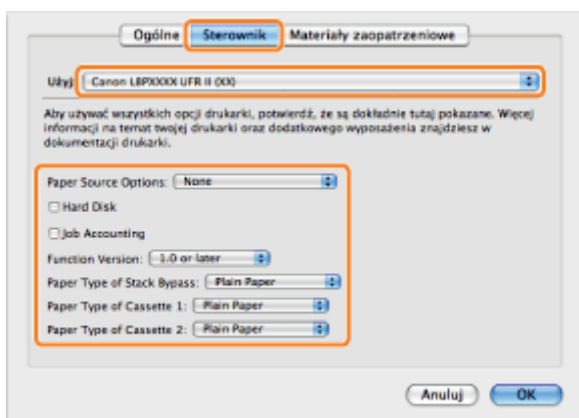 Ogólne Sterownik Materiały zaopatrzeniowe
Użyj: Canon LBPXXXX UFR II (XX)
Aby używać wszystkich opcji drukarki, potwierdź, że są dokładnie tutaj pokazane. Więcej
informacji na temat twojej drukarki oraz dodatkowego wyposażenia znajdziesz w
dokumentacji drukarki.
Paper Source Options: None
Hard Disk
Job Accounting
Function Version: 1.0 or later
Paper Type of Stack Bypass: Plain Paper
Paper Type of Cassette 1: Plain Paper
Paper Type of Cassette 2: Plain Paper
Anuluj OK